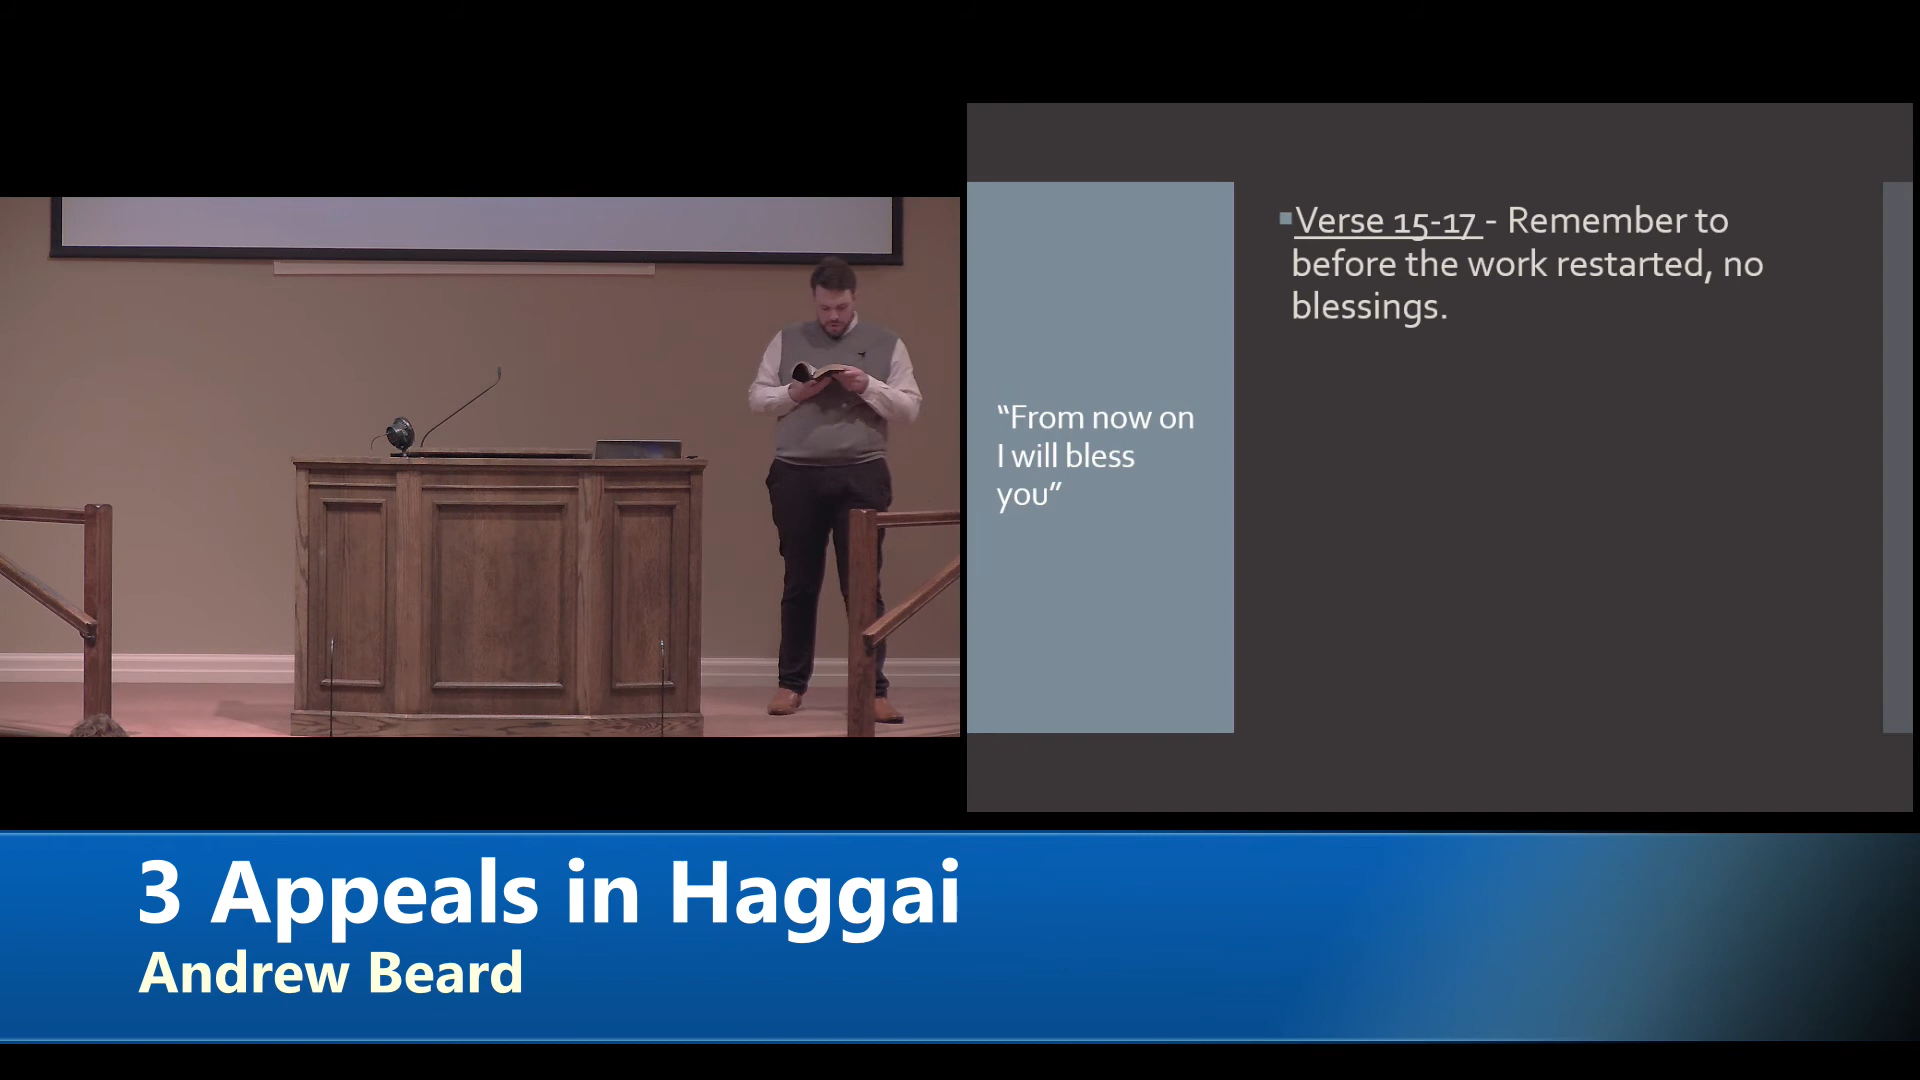 "From now on
I will bless
you"
▪Verse 15-17 - Remember to
before the work restarted, no
blessings.
3 Appeals in Haggai
Andrew Beard